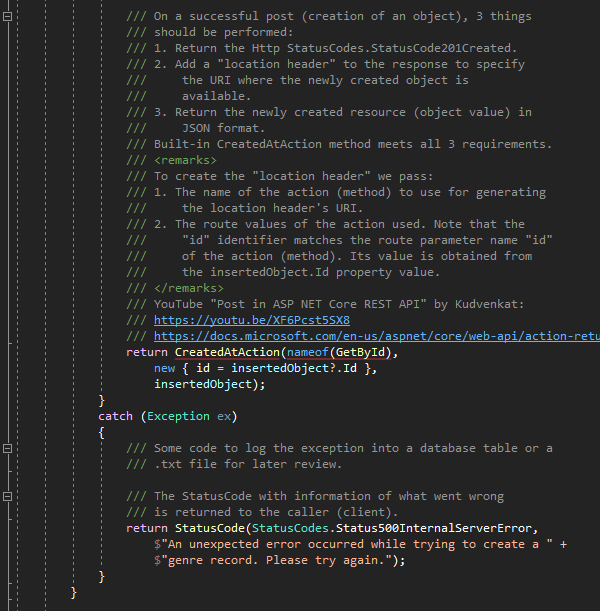 /// On a successful post (creation of an object), 3 things
/// should be performed:
/// 1. Return the Http StatusCodes.StatusCode201Created.
/// 2. Add a "location header" to the response to specify
///    the URI where the newly created object is
///    available.
/// 3. Return the newly created resource (object value) in
///    JSON format.
/// Built-in CreatedAtAction method meets all 3 requirements.
/// <remarks>
/// To create the "location header" we pass:
/// 1. The name of the action (method) to use for generating
///    the location header's URI.
/// 2. The route values of the action used. Note that the
///    "id" identifier matches the route parameter name "id"
///    of the action (method). Its value is obtained from
///    the insertedObject.Id property value.
/// </remarks>
/// YouTube "Post in ASP NET Core REST API" by Kudvenkat:
/// https://youtu.be/XF6Pcst5SX8
/// https://docs.microsoft.com/en-us/aspnet/core/web-api/action-retu
return CreatedAtAction(nameof(GetById),
    new { id = insertedObject?.Id },
    insertedObject);
}
catch (Exception ex)
{
/// Some code to log the exception into a database table or a
/// .txt file for later review.
/// The StatusCode with information of what went wrong
/// is returned to the caller (client).
return StatusCode(StatusCodes.Status500InternalServerError,
    $"An unexpected error occurred while trying to create a " +
    $"genre record. Please try again.");
}
}